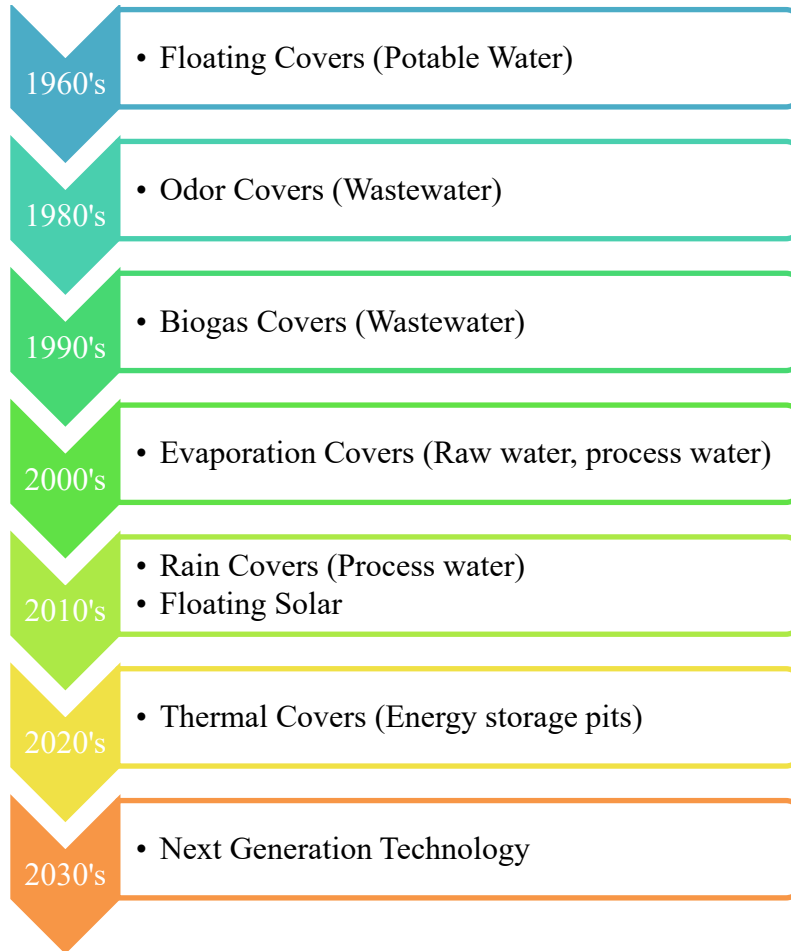 1960's
• Floating Covers (Potable Water)
1980's
• Odor Covers (Wastewater)
1990's
• Biogas Covers (Wastewater)
2000's
• Evaporation Covers (Raw water, process water)
2010's
• Rain Covers (Process water)
• Floating Solar
2020's
• Thermal Covers (Energy storage pits)
2030's
• Next Generation Technology